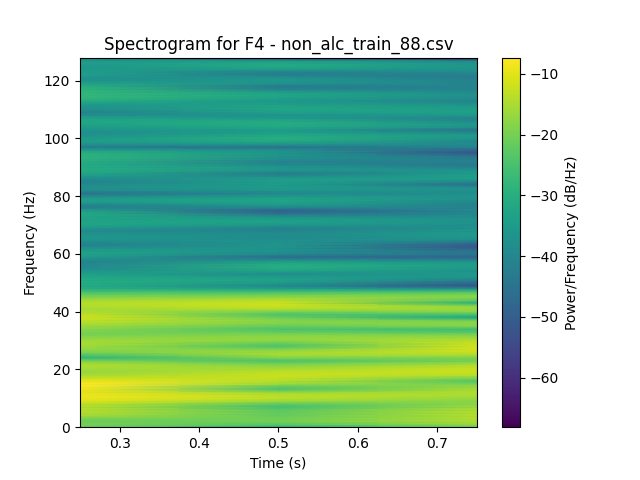 Spectrogram for F4 - non_alc_train_88.csv
120
100
80
60
40
20
0
Frequency (Hz)
0.3 0.4 0.5 0.6 0.7
Time (s)
−10
−20
−30
−40
−50
−60
Power/Frequency (dB/Hz)